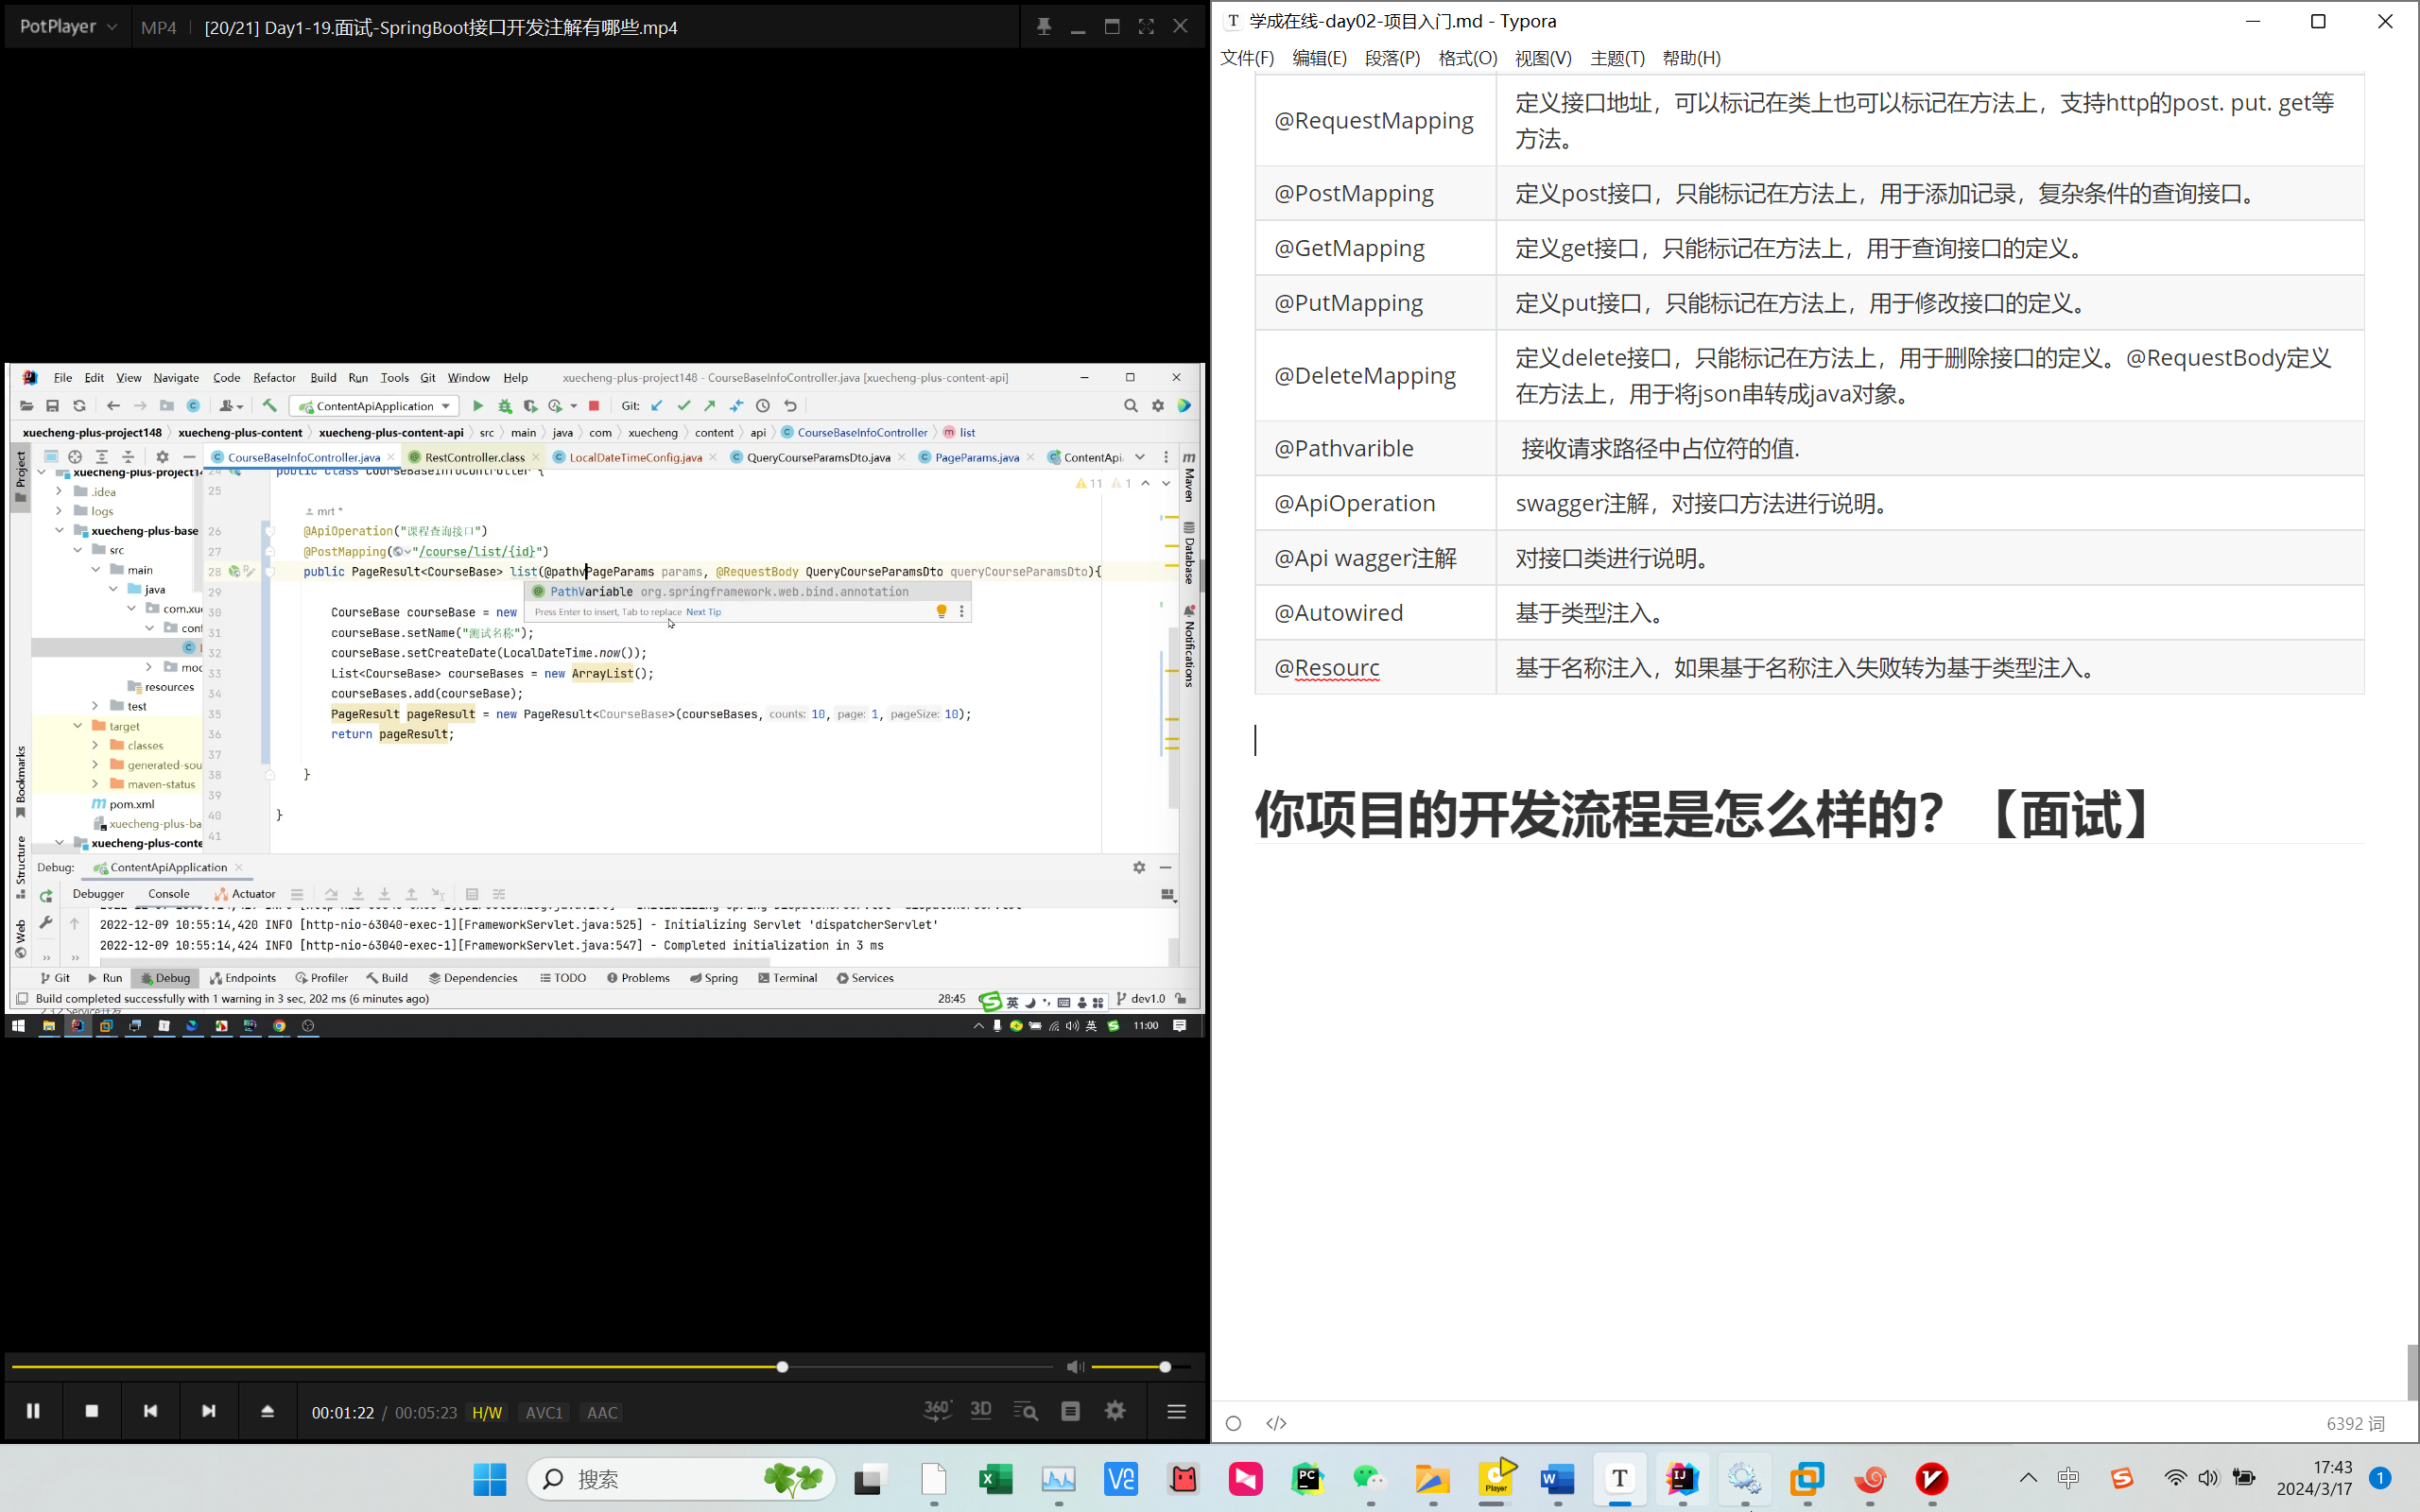 PotPlayer MP4 [20/21] Day1-19.面试-SpringBoot接口开发注解有哪些.mp4
File Edit View Navigate Code Refactor Build Run Tools Git Window Help xuecheng-plus-project148 - CourseBaseInfoController.java [xuecheng-plus-content-api]
ContentApiApplication Git:
xuecheng-plus-project148 xuecheng-plus-content xuecheng-plus-content-api src main java com xuecheng content api CourseBaseInfoController list
Project
CourseBaseInfoController.java RestController.class LocalDateTimeConfig.java QueryCourseParamsDto.java PageParams.java ContentApi
xuecheng-plus-project1
.idea
logs
xuecheng-plus-base
src
main
java
com.xue
cont
mod
resources
test
target
classes
generated-sou
maven-status
pom.xml
xuecheng-plus-ba
xuecheng-plus-conte
24 public class CourseBaseInfoController {
25
11 1
mrt *
26 @ApiOperation("课程查询接口")
27 @PostMapping("/course/list/{id}")
28 public PageResult<CourseBase> list(@pathvPageParams params, @RequestBody QueryCourseParamsDto queryCourseParamsDto){
29
PathVariable org.springframework.web.bind.annotation
Press Enter to insert, Tab to replace Next Tip
30 CourseBase courseBase = new
31 courseBase.setName("测试名称");
32 courseBase.setCreateDate(LocalDateTime.now());
33 List<CourseBase> courseBases = new ArrayList();
34 courseBases.add(courseBase);
35 PageResult pageResult = new PageResult<CourseBase>(courseBases, counts: 10, page: 1, pageSize: 10);
36 return pageResult;
37
38 }
39
40 }
41
Maven
Database
Notifications
Bookmarks
Structure
Web
Debug: ContentApiApplication
Debugger Console Actuator
2022-12-09 10:55:14,420 INFO [http-nio-63040-exec-1][FrameworkServlet.java:525] - Initializing Servlet 'dispatcherServlet'
2022-12-09 10:55:14,424 INFO [http-nio-63040-exec-1][FrameworkServlet.java:547] - Completed initialization in 3 ms
Git Run Debug Endpoints Profiler Build Dependencies TODO Problems Spring Terminal Services
Build completed successfully with 1 warning in 3 sec, 202 ms (6 minutes ago) 28:45 英 dev1.0
英 11:00
00:01:22 / 00:05:23 H/W AVC1 AAC 360° 3D
学成在线-day02-项目入门.md - Typora
文件(F) 编辑(E) 段落(P) 格式(O) 视图(V) 主题(T) 帮助(H)
@RequestMapping 定义接口地址，可以标记在类上也可以标记在方法上，支持http的post. put. get等
方法。
@PostMapping 定义post接口，只能标记在方法上，用于添加记录，复杂条件的查询接口。
@GetMapping 定义get接口，只能标记在方法上，用于查询接口的定义。
@PutMapping 定义put接口，只能标记在方法上，用于修改接口的定义。
@DeleteMapping 定义delete接口，只能标记在方法上，用于删除接口的定义。@RequestBody定义
在方法上，用于将json串转成java对象。
@Pathvarible 接收请求路径中占位符的值.
@ApiOperation swagger注解，对接口方法进行说明。
@Api wagger注解 对接口类进行说明。
@Autowired 基于类型注入。
@Resourc 基于名称注入，如果基于名称注入失败转为基于类型注入。
你项目的开发流程是怎么样的？【面试】
6392 词
搜索
中 17:43
2024/3/17 1